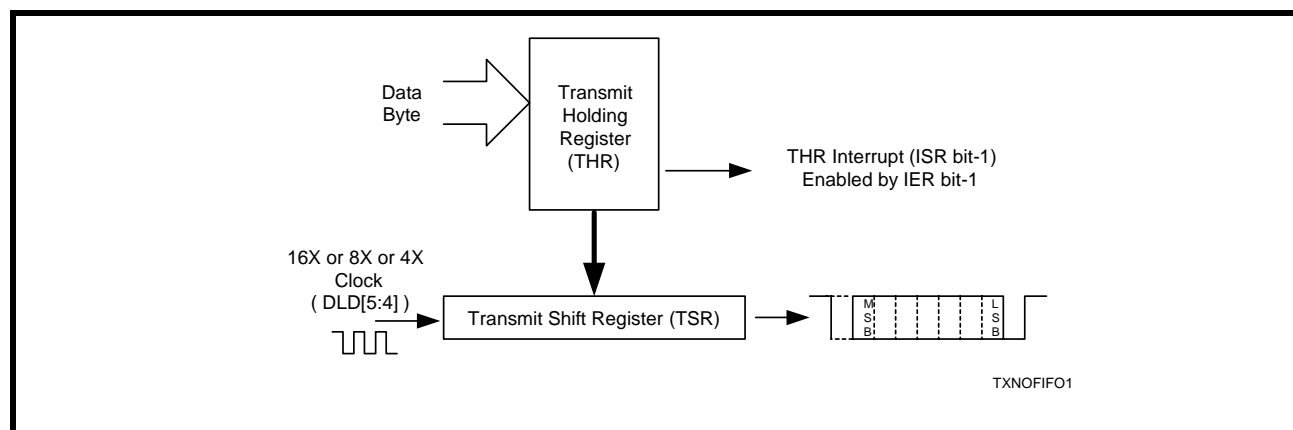 Data
Byte
Transmit
Holding
Register
(THR)
THR Interrupt (ISR bit-1)
Enabled by IER bit-1
16X or 8X or 4X
Clock
( DLD[5:4] )
Transmit Shift Register (TSR)
M
S
B
L
S
B
TXNOFIFO1